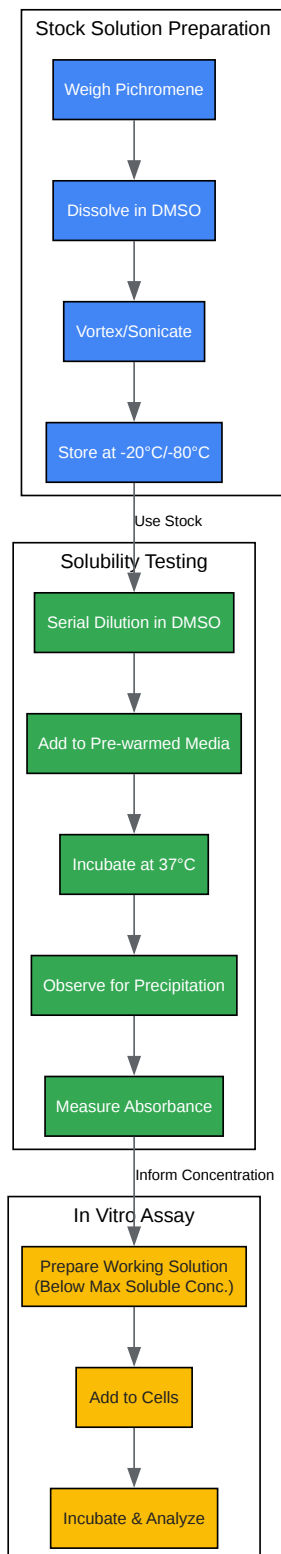 Stock Solution Preparation
Weigh Pichromene
Dissolve in DMSO
Vortex/Sonicate
Store at -20°C/-80°C
Use Stock
Solubility Testing
Serial Dilution in DMSO
Add to Pre-warmed Media
Incubate at 37°C
Observe for Precipitation
Measure Absorbance
Inform Concentration
In Vitro Assay
Prepare Working Solution
(Below Max Soluble Conc.)
Add to Cells
Incubate & Analyze